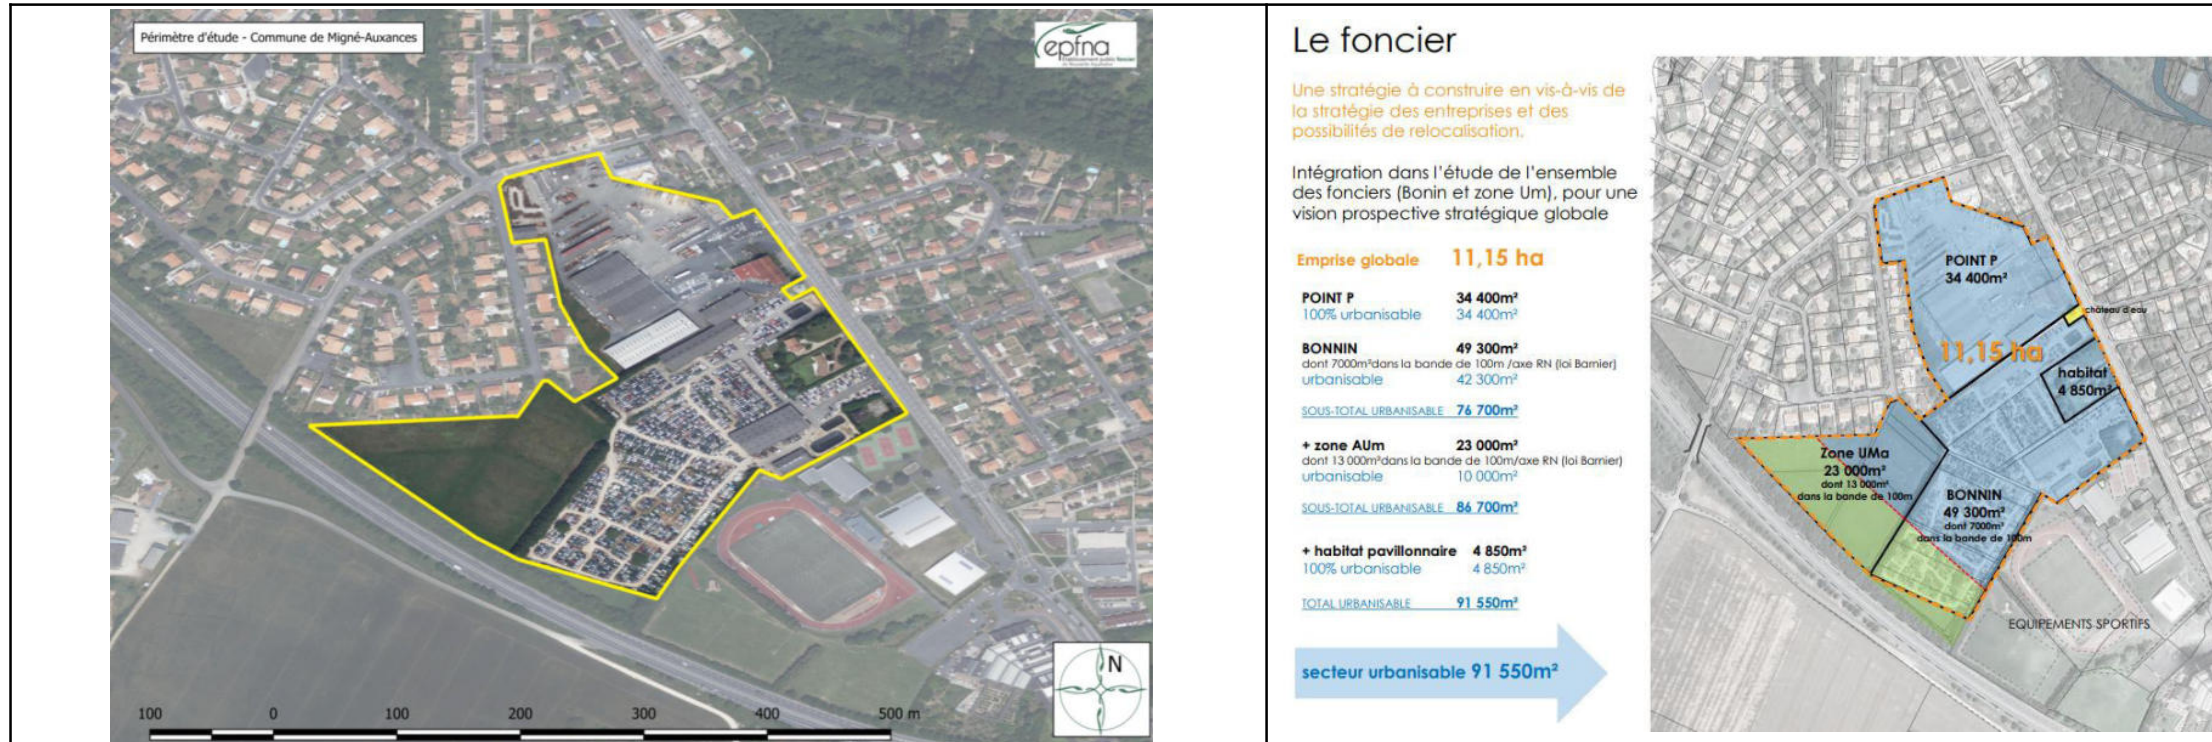 Périmètre d'étude - Commune de Migné-Auxances
epfna
Etablissement public foncier
de Nouvelle-Aquitaine
N
100 0 100 200 300 400 500 m
Le foncier
Une stratégie à construire en vis-à-vis de
la stratégie des entreprises et des
possibilités de relocalisation.
Intégration dans l'étude de l'ensemble
des fonciers (Bonin et zone Um), pour une
vision prospective stratégique globale
Emprise globale 11,15 ha
POINT P 34 400m²
100% urbanisable 34 400m²
BONNIN 49 300m²
dont 7000m²dans la bande de 100m /axe RN (loi Barnier)
urbanisable 42 300m²
SOUS-TOTAL URBANISABLE 76 700m²
+ zone AUm 23 000m²
dont 13 000m²dans la bande de 100m/axe RN (loi Barnier)
urbanisable 10 000m²
SOUS-TOTAL URBANISABLE 86 700m²
+ habitat pavillonnaire 4 850m²
100% urbanisable 4 850m²
TOTAL URBANISABLE 91 550m²
secteur urbanisable 91 550m²
POINT P
34 400m²
château d'eau
11,15 ha
habitat
4 850m²
Zone UMa
23 000m²
dont 13 000m²
dans la bande de 100m
BONNIN
49 300m²
dont 7000m²
dans la bande de 100m
EQUIPEMENTS SPORTIFS